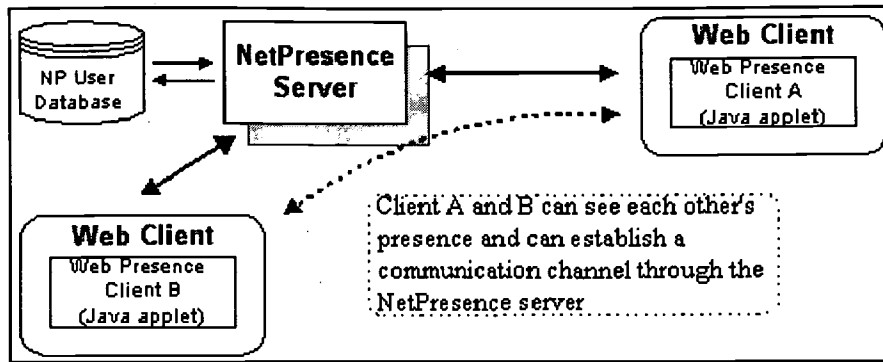 NP User
Database
NetPresence
Server
Web Client
Web Presence
Client A
(Java applet)
Web Client
Web Presence
Client B
(Java applet)
Client A and B can see each other's
presence and can establish a
communication channel through the
NetPresence server